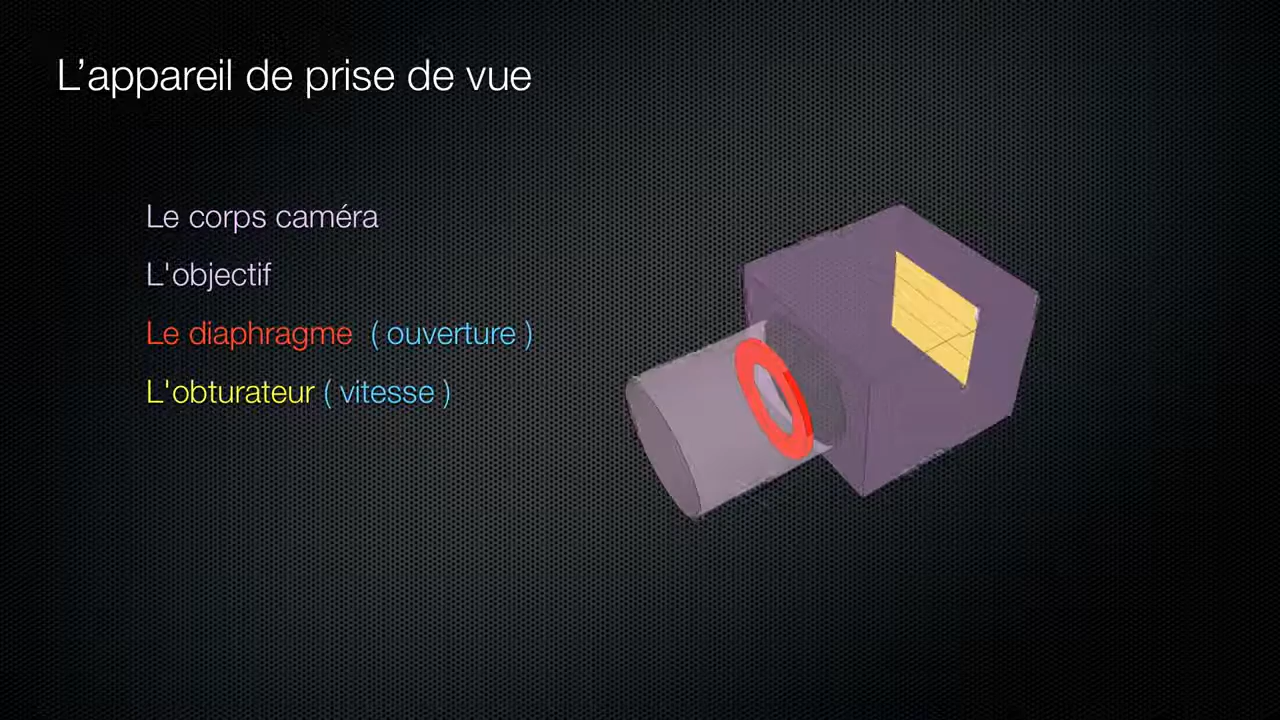 L’appareil de prise de vue
Le corps caméra
L'objectif
Le diaphragme ( ouverture )
L'obturateur ( vitesse )